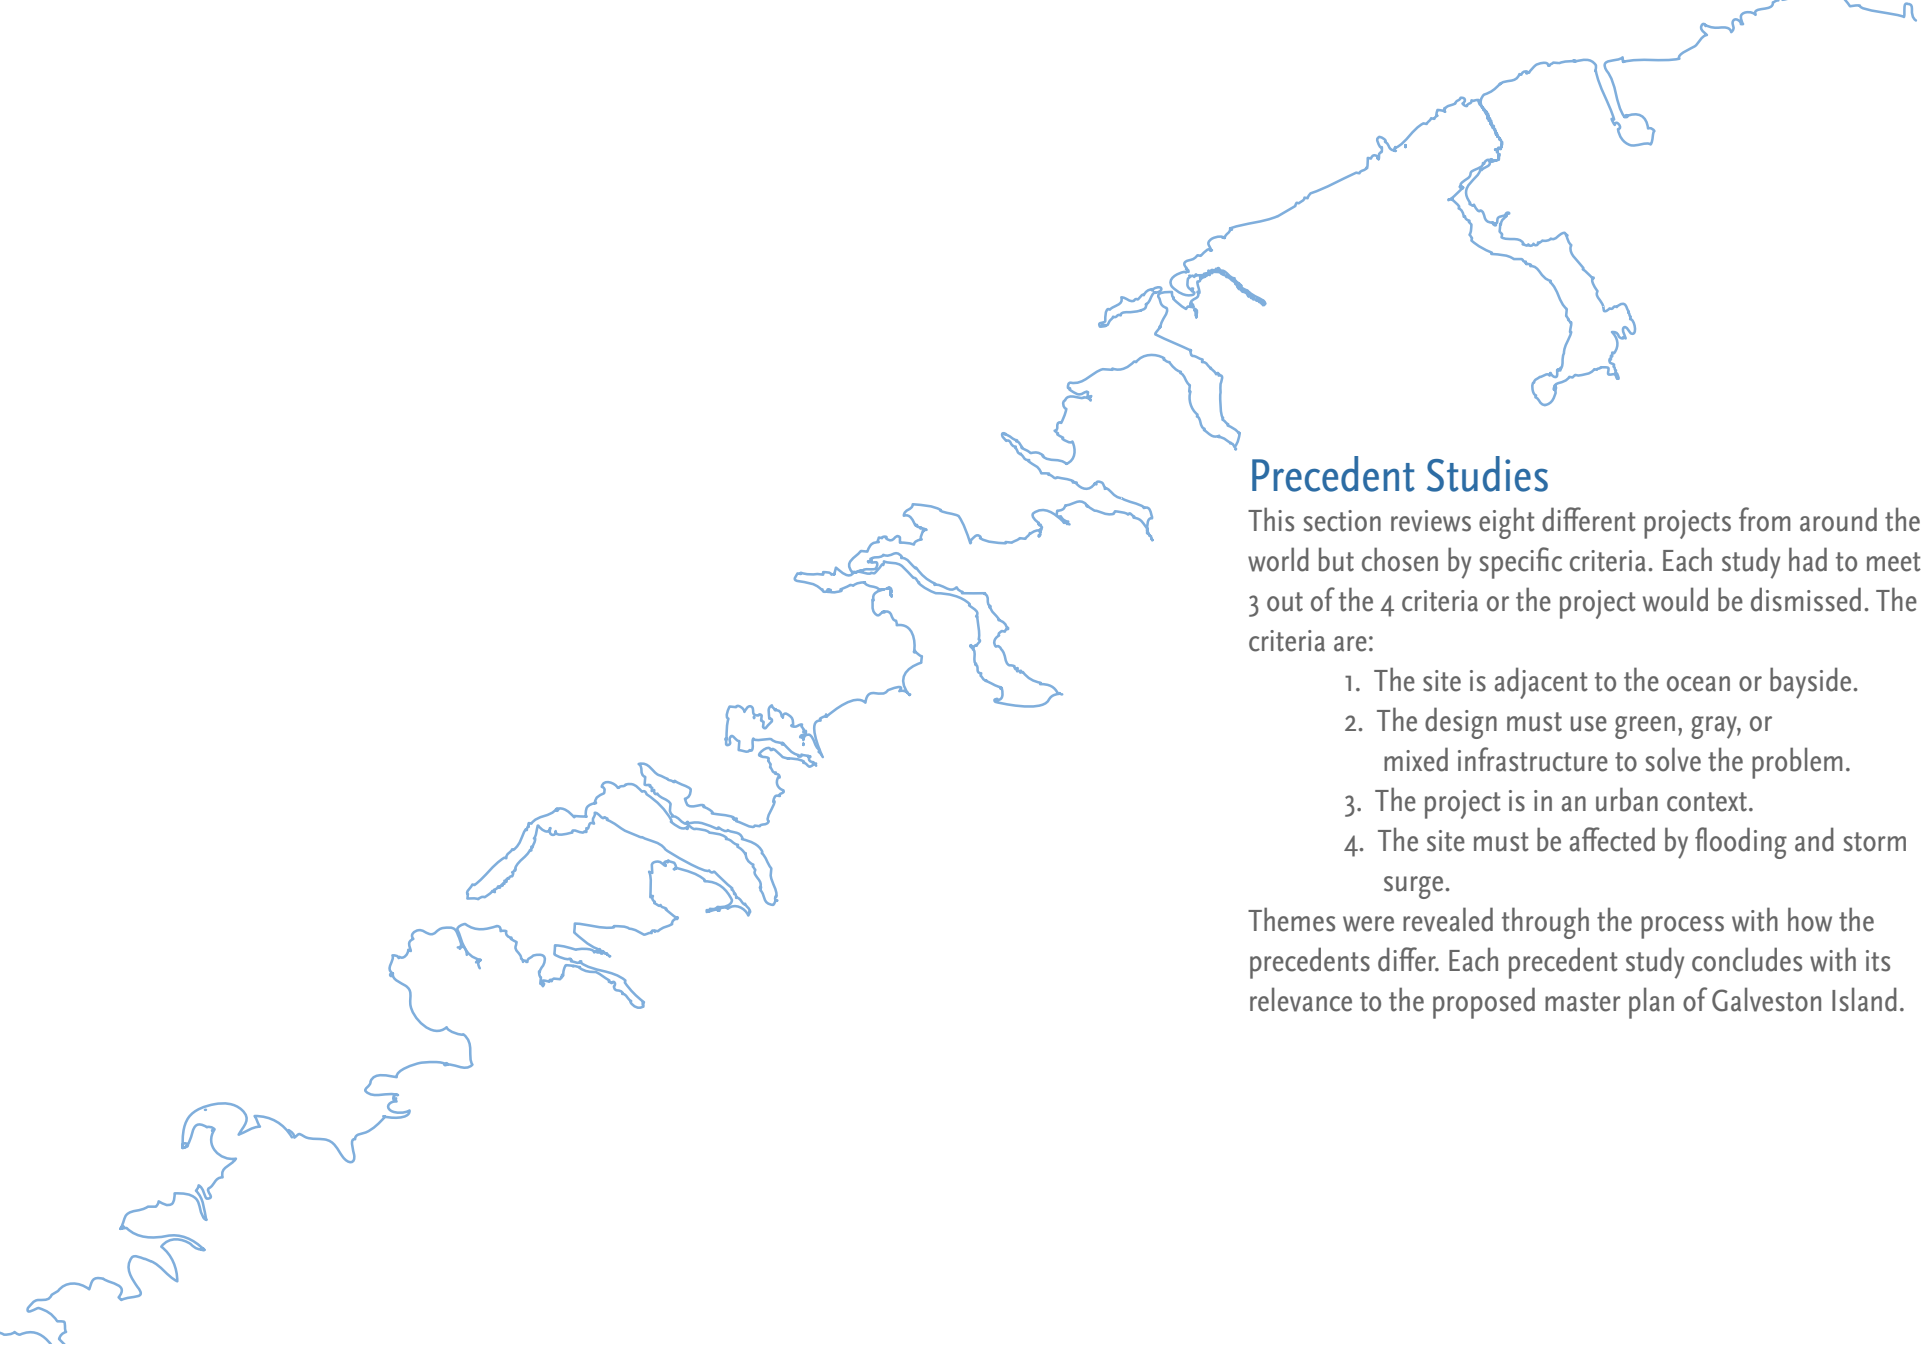 Precedent Studies
This section reviews eight different projects from around the
world but chosen by specific criteria. Each study had to meet
3 out of the 4 criteria or the project would be dismissed. The
criteria are:
1. The site is adjacent to the ocean or bayside.
2. The design must use green, gray, or
mixed infrastructure to solve the problem.
3. The project is in an urban context.
4. The site must be affected by flooding and storm
surge.
Themes were revealed through the process with how the
precedents differ. Each precedent study concludes with its
relevance to the proposed master plan of Galveston Island.